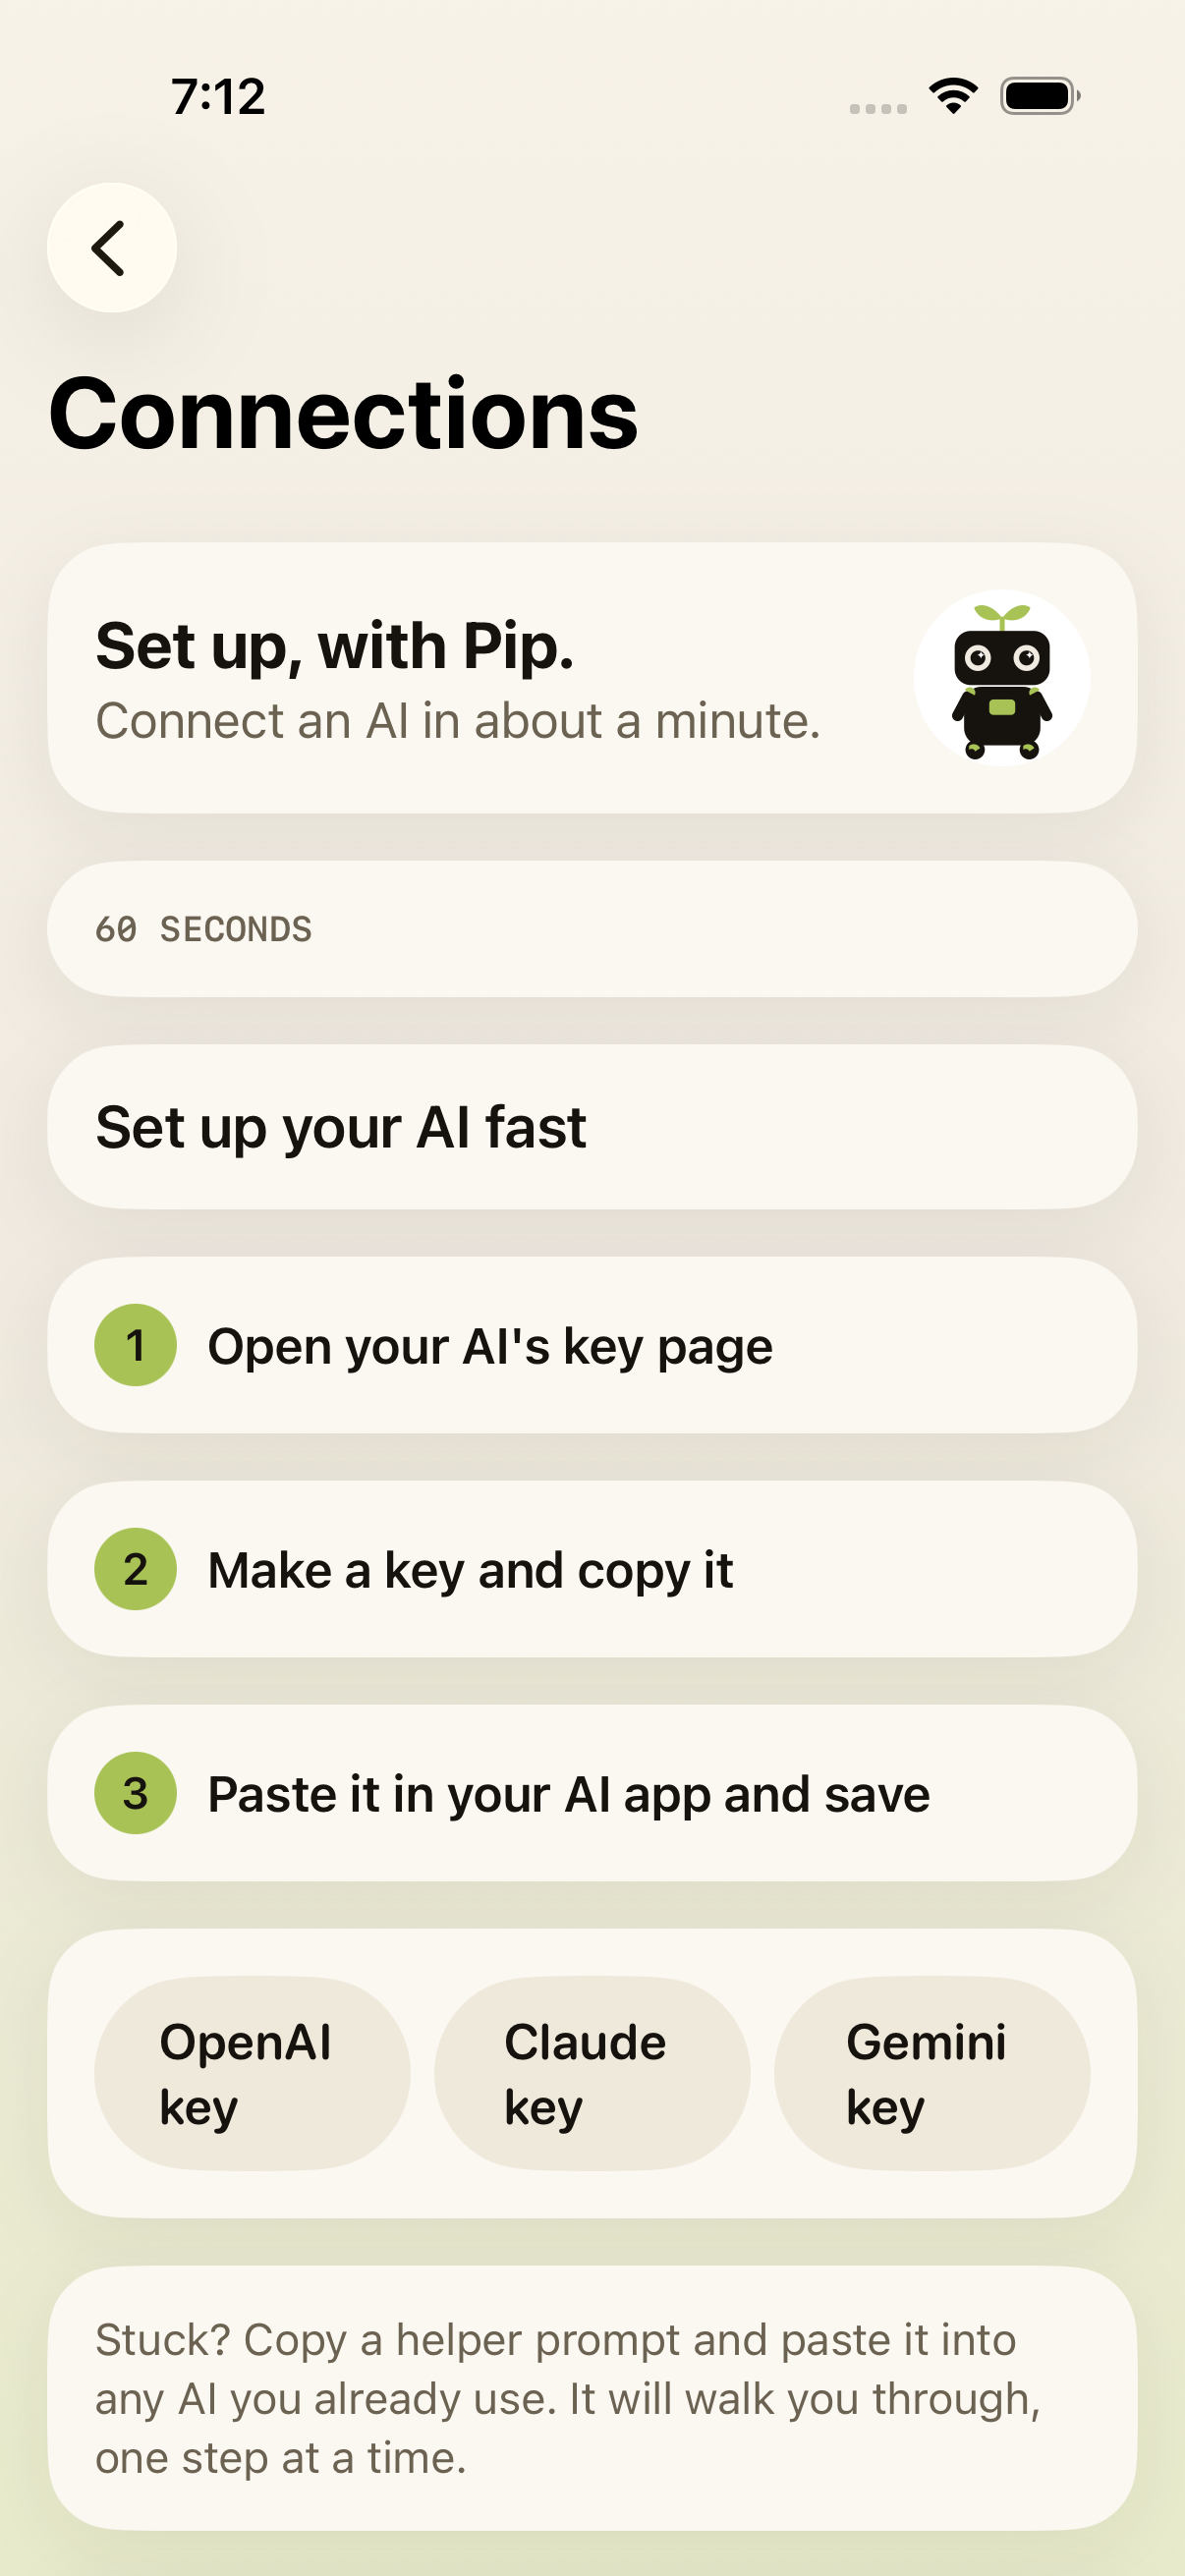 7:12
Connections
Set up, with Pip.
Connect an AI in about a minute.
60 SECONDS
Set up your AI fast
1 Open your AI's key page
2 Make a key and copy it
3 Paste it in your AI app and save
OpenAI
key
Claude
key
Gemini
key
Stuck? Copy a helper prompt and paste it into
any AI you already use. It will walk you through,
one step at a time.